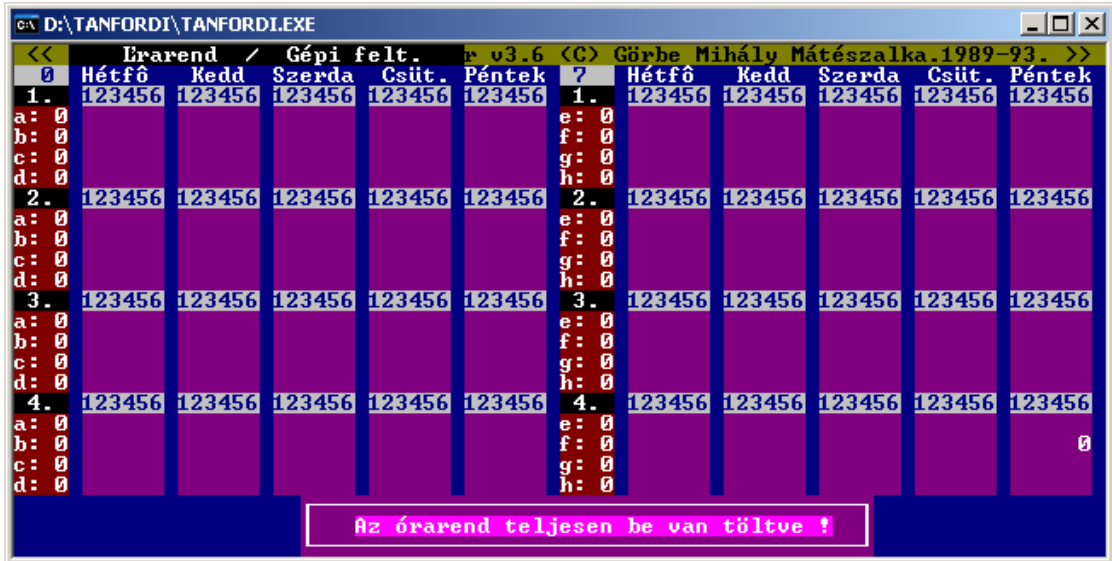 D:\TANFORDI\TANFORDI.EXE
<< Ľrarend / Gépi felt. r v3.6 (C) Görbe Mihály Mátészalka.1989-93. >>
0 Hétfô Kedd Szerda Csüt. Péntek 7 Hétfô Kedd Szerda Csüt. Péntek
1. 123456 123456 123456 123456 123456 1. 123456 123456 123456 123456 123456
a: 0 e: 0
b: 0 f: 0
c: 0 g: 0
d: 0 h: 0
2. 123456 123456 123456 123456 123456 2. 123456 123456 123456 123456 123456
a: 0 e: 0
b: 0 f: 0
c: 0 g: 0
d: 0 h: 0
3. 123456 123456 123456 123456 123456 3. 123456 123456 123456 123456 123456
a: 0 e: 0
b: 0 f: 0
c: 0 g: 0
d: 0 h: 0
4. 123456 123456 123456 123456 123456 4. 123456 123456 123456 123456 123456
a: 0 e: 0
b: 0 f: 0 0
c: 0 g: 0
d: 0 h: 0
Az órarend teljesen be van töltve !